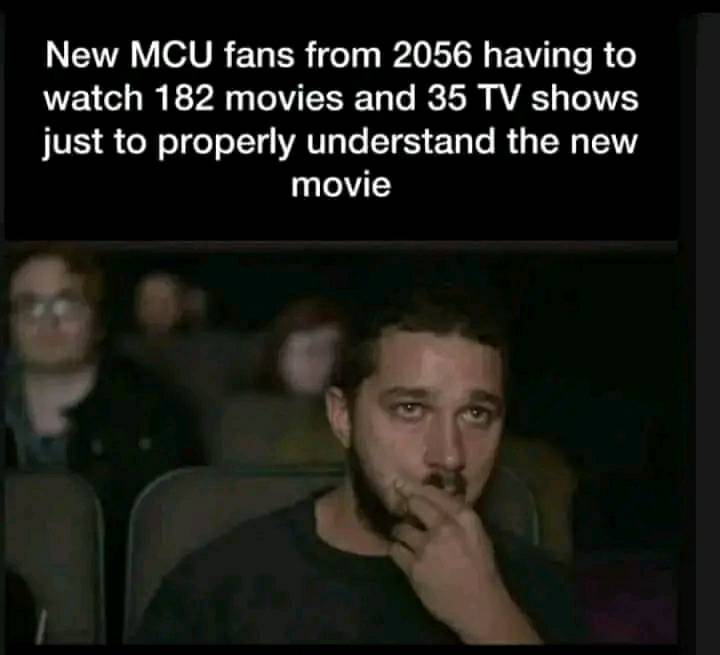 New MCU fans from 2056 having to
watch 182 movies and 35 TV shows
just to properly understand the new
movie